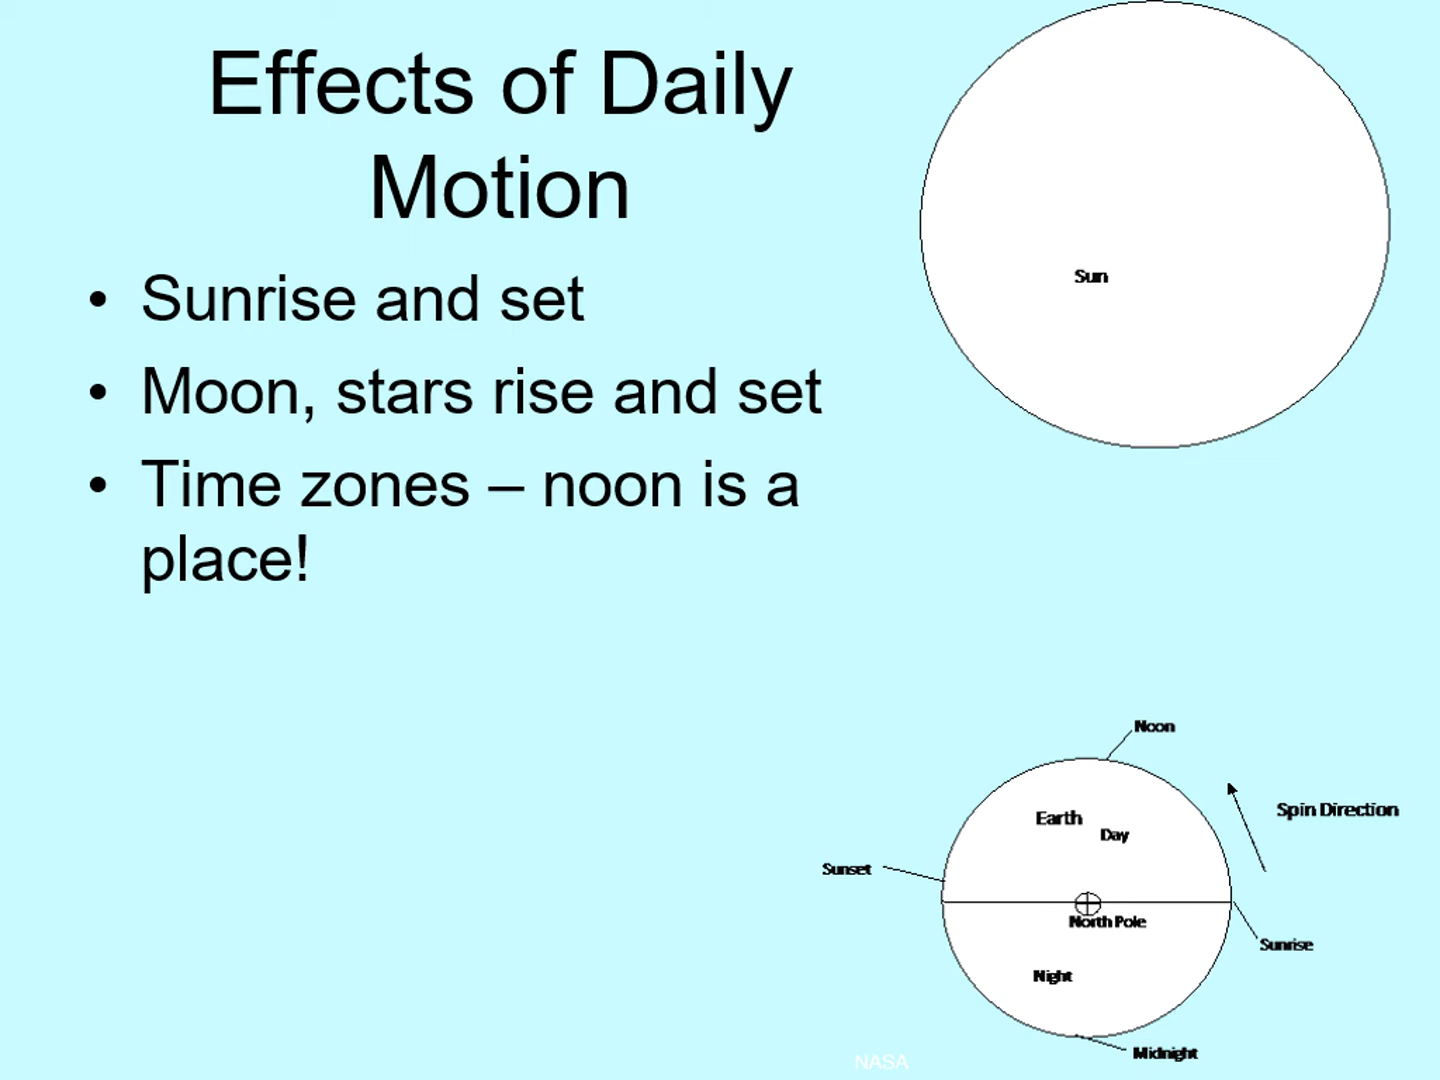 Effects of Daily
Motion
• Sunrise and set
• Moon, stars rise and set
• Time zones – noon is a
place!
Sun
Noon
Earth
Day
Spin Direction
Sunset
North Pole
Sunrise
Night
Midnight
NASA